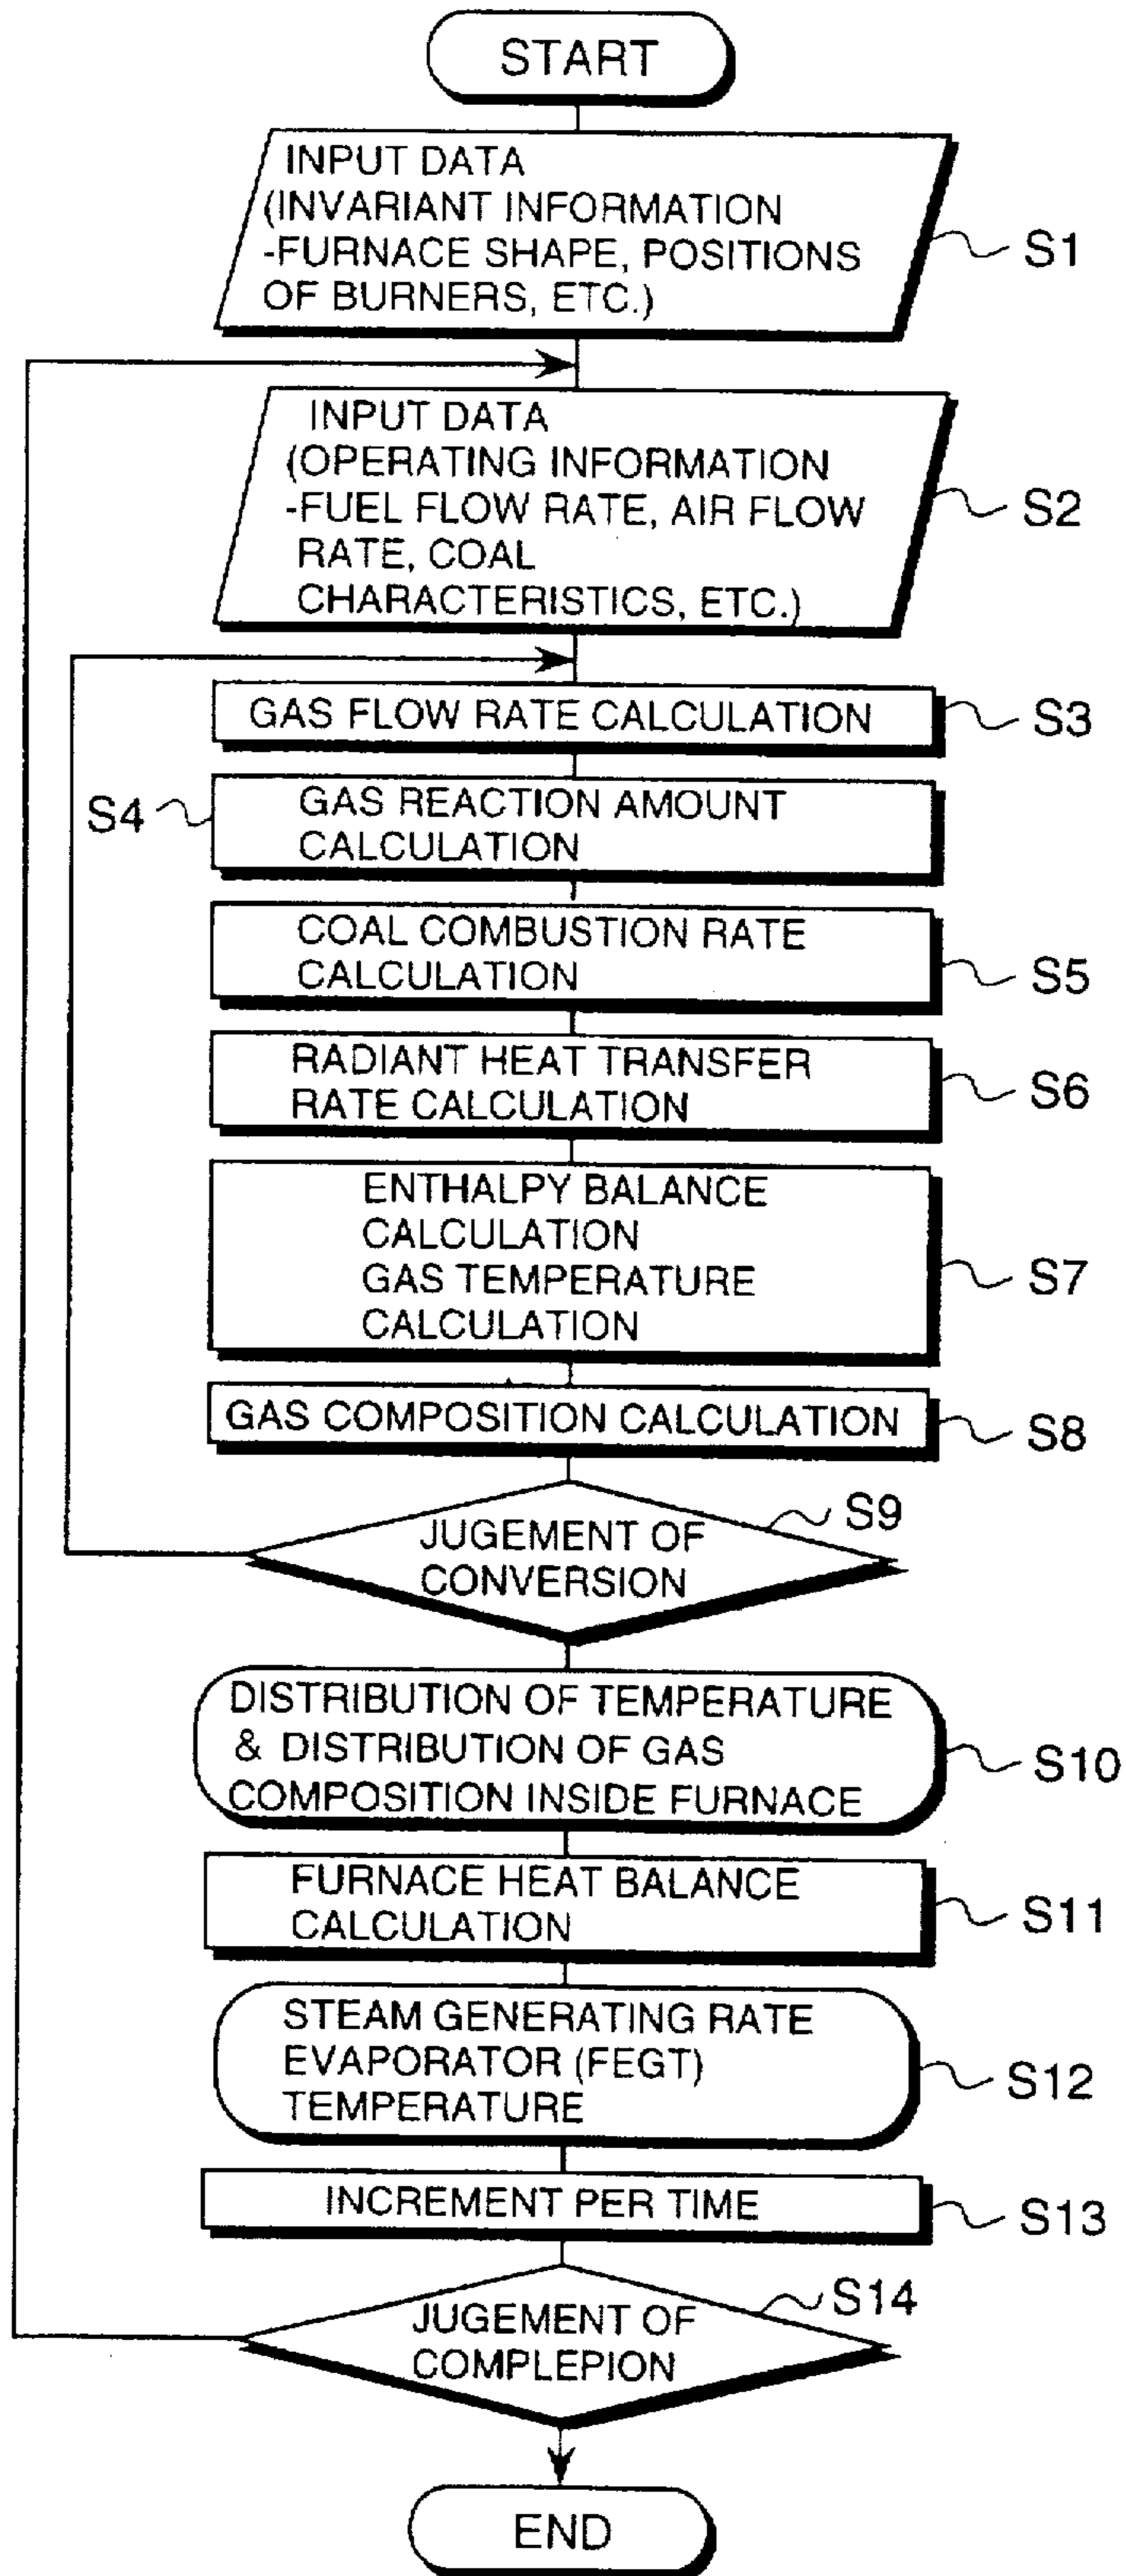 START
INPUT DATA
(INVARIANT INFORMATION
-FURNACE SHAPE, POSITIONS
OF BURNERS, ETC.)
S1
INPUT DATA
(OPERATING INFORMATION
-FUEL FLOW RATE, AIR FLOW
RATE, COAL
CHARACTERISTICS, ETC.)
S2
GAS FLOW RATE CALCULATION
S3
S4
GAS REACTION AMOUNT
CALCULATION
COAL COMBUSTION RATE
CALCULATION
S5
RADIANT HEAT TRANSFER
RATE CALCULATION
S6
ENTHALPY BALANCE
CALCULATION
GAS TEMPERATURE
CALCULATION
S7
GAS COMPOSITION CALCULATION
S8
S9
JUGEMENT OF
CONVERSION
DISTRIBUTION OF TEMPERATURE
& DISTRIBUTION OF GAS
COMPOSITION INSIDE FURNACE
S10
FURNACE HEAT BALANCE
CALCULATION
S11
STEAM GENERATING RATE
EVAPORATOR (FEGT)
TEMPERATURE
S12
INCREMENT PER TIME
S13
S14
JUGEMENT OF
COMPLEPION
END